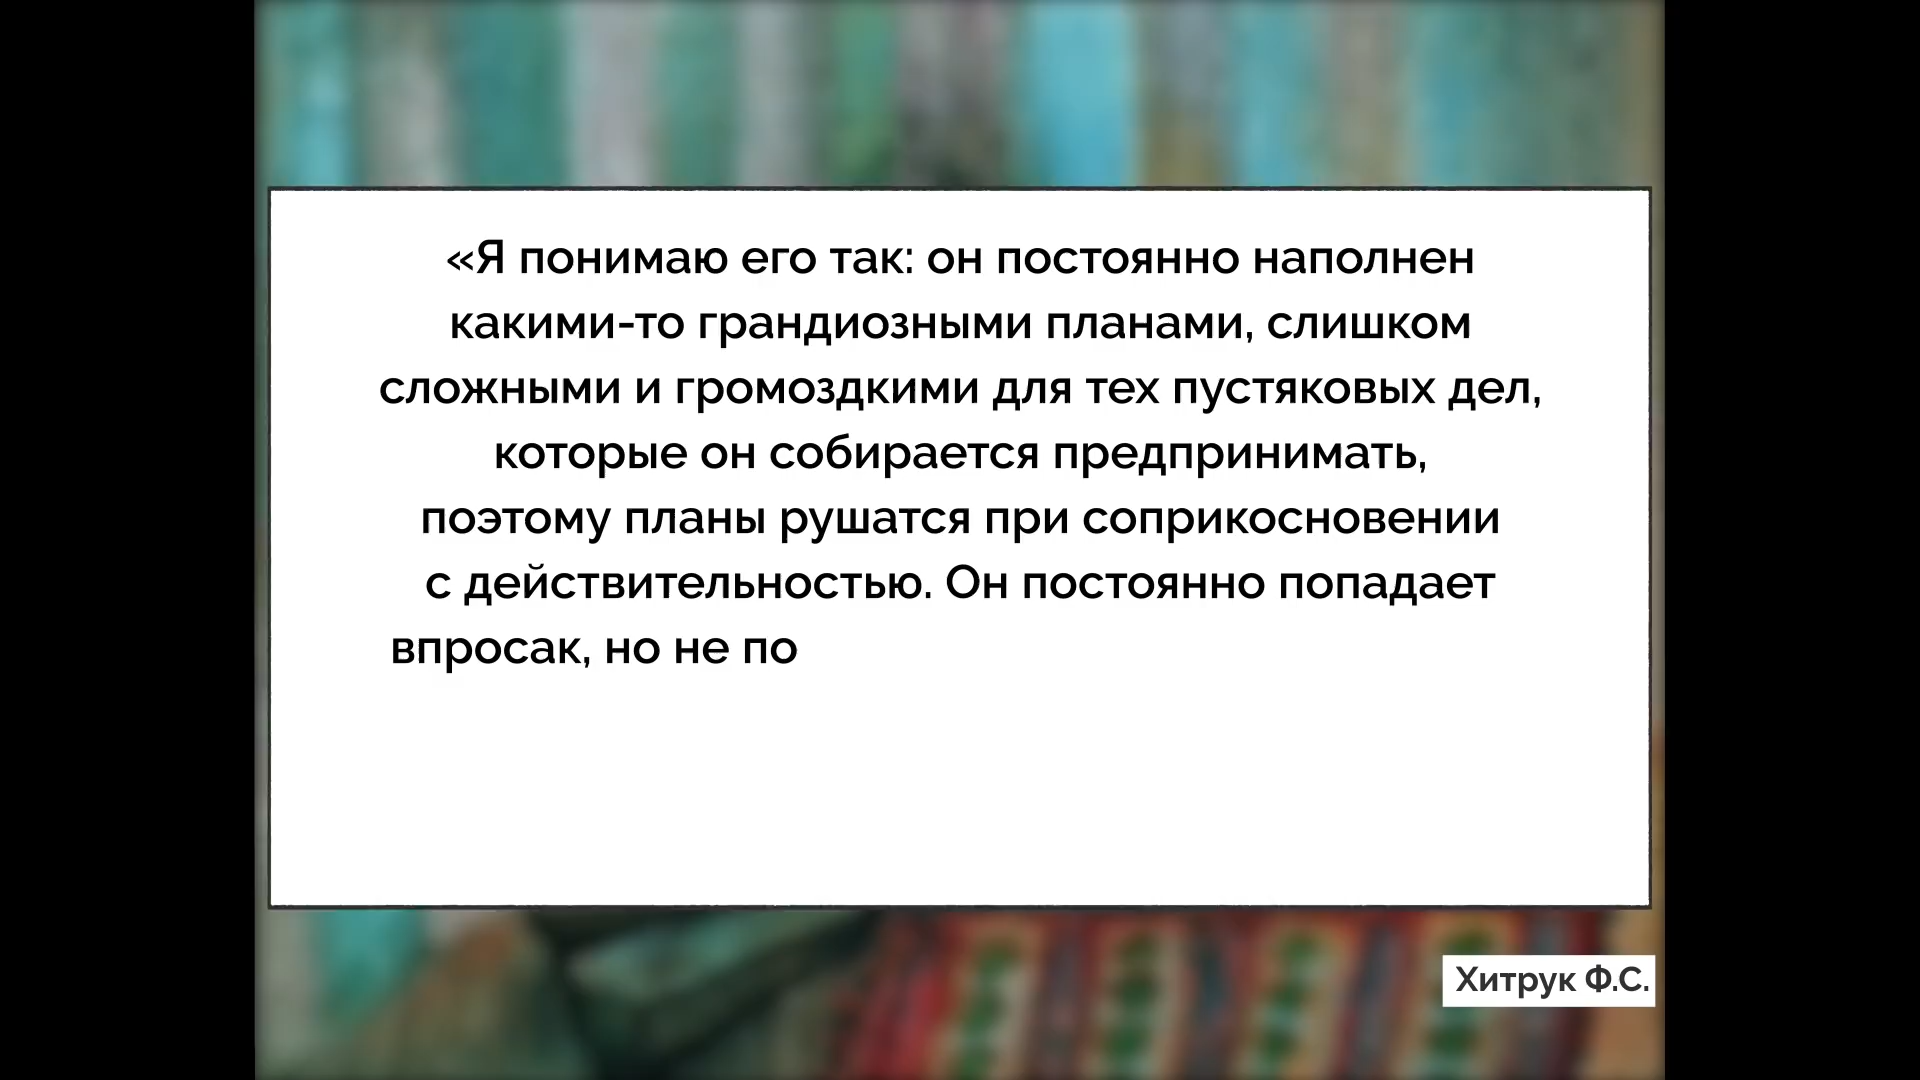 «Я понимаю его так: он постоянно наполнен
какими-то грандиозными планами, слишком
сложными и громоздкими для тех пустяковых дел,
которые он собирается предпринимать,
поэтому планы рушатся при соприкосновении
с действительностью. Он постоянно попадает
впросак, но не по
Хитрук Ф.С.